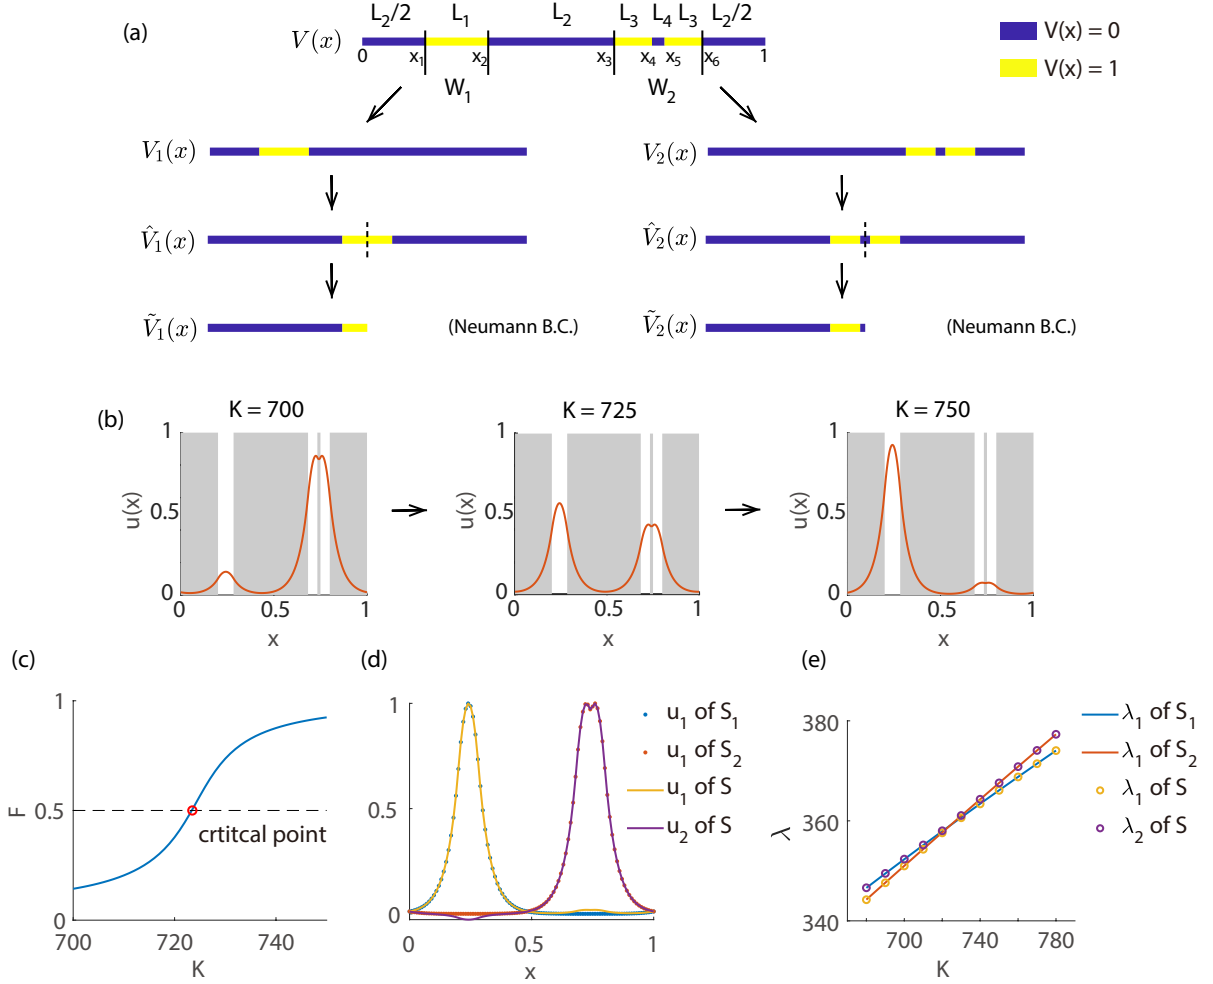 (a)
L₂/2 L₁ L₂ L₃ L₄ L₃ L₂/2
V(x)
0 x₁ x₂ x₃ x₄ x₅ x₆ 1
W₁ W₂
V(x) = 0
V(x) = 1
V₁(x)
V₂(x)
V̂₁(x)
V̂₂(x)
Ṽ₁(x) (Neumann B.C.)
Ṽ₂(x) (Neumann B.C.)
(b)
K = 700
K = 725
K = 750
1
0.5
0
u(x)
0 0.5 1
x
1
0.5
0
u(x)
0 0.5 1
x
1
0.5
0
u(x)
0 0.5 1
x
(c)
1
0.5
0
F
crtitcal point
700 720 740
K
(d)
1
0.5
0
0 0.5 1
x
u₁ of S₁
u₁ of S₂
u₁ of S
u₂ of S
(e)
380
360
340
λ
700 740 780
K
λ₁ of S₁
λ₁ of S₂
λ₁ of S
λ₂ of S